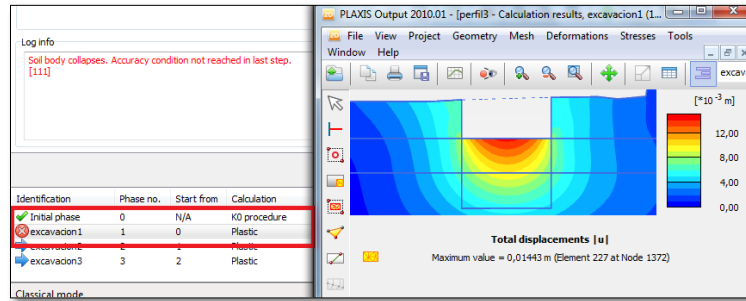 Log info
Soil body collapses. Accuracy condition not reached in last step.
[111]
Identification Phase no. Start from Calculation
Initial phase 0 N/A K0 procedure
excavacion1 1 0 Plastic
excavacion2 2 1 Plastic
excavacion3 3 2 Plastic
Classical mode
PLAXIS Output 2010.01 - [perfil3 - Calculation results, excavacion1 (1...
File View Project Geometry Mesh Deformations Stresses Tools
Window Help
excav
[*10 -3 m]
12,00
8,00
4,00
0,00
Total displacements |u|
Maximum value = 0,01443 m (Element 227 at Node 1372)